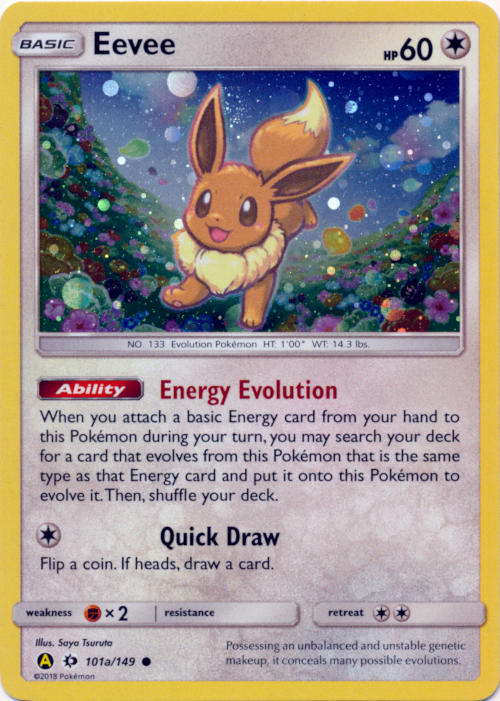 BASIC Eevee HP 60
NO. 133 Evolution Pokémon HT: 1'00" WT: 14.3 lbs.
Ability Energy Evolution
When you attach a basic Energy card from your hand to
this Pokémon during your turn, you may search your deck
for a card that evolves from this Pokémon that is the same
type as that Energy card and put it onto this Pokémon to
evolve it. Then, shuffle your deck.
Quick Draw
Flip a coin. If heads, draw a card.
weakness ×2 resistance retreat
Illus. Saya Tsuruta
Possessing an unbalanced and unstable genetic
makeup, it conceals many possible evolutions.
A 101a/149
©2018 Pokémon